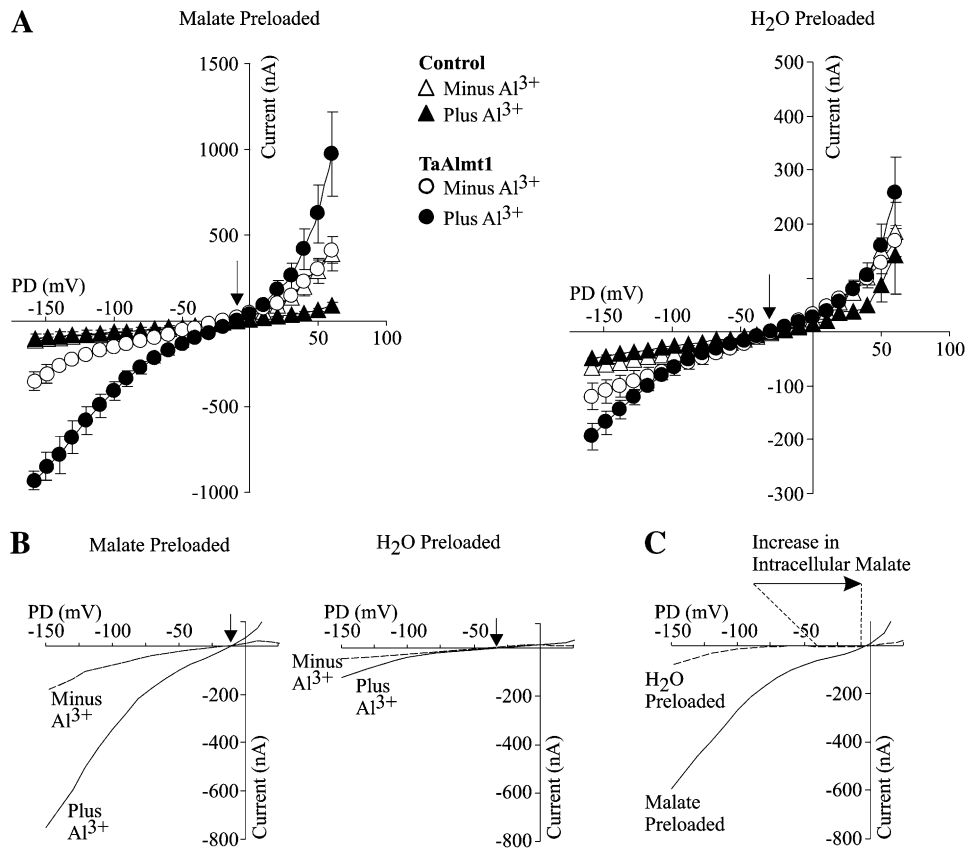 A
Malate Preloaded
H2O Preloaded
1500
1000
500
-500
-1000
Current (nA)
PD (mV)
-150
-100
-50
50
100
Control
Minus Al3+
Plus Al3+
TaAlmt1
Minus Al3+
Plus Al3+
500
400
300
200
-100
-200
-300
Current (nA)
PD (mV)
-150
-100
-50
50
100
B
Malate Preloaded
PD (mV)
-150
-100
-50
Minus
Al3+
Plus
Al3+
-200
-400
-600
-800
Current (nA)
H2O Preloaded
PD (mV)
-150
-100
-50
Minus
Al3+
Plus
Al3+
-200
-400
-600
-800
Current (nA)
C
Increase in
Intracellular Malate
PD (mV)
-150
-100
-50
H2O
Preloaded
Malate
Preloaded
-200
-400
-600
-800
Current (nA)